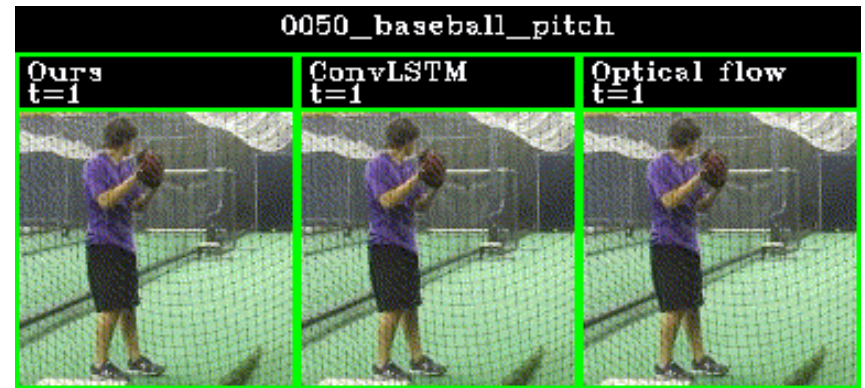 0050_baseball_pitch
Ours
t=1
ConvLSTM
t=1
Optical flow
t=1